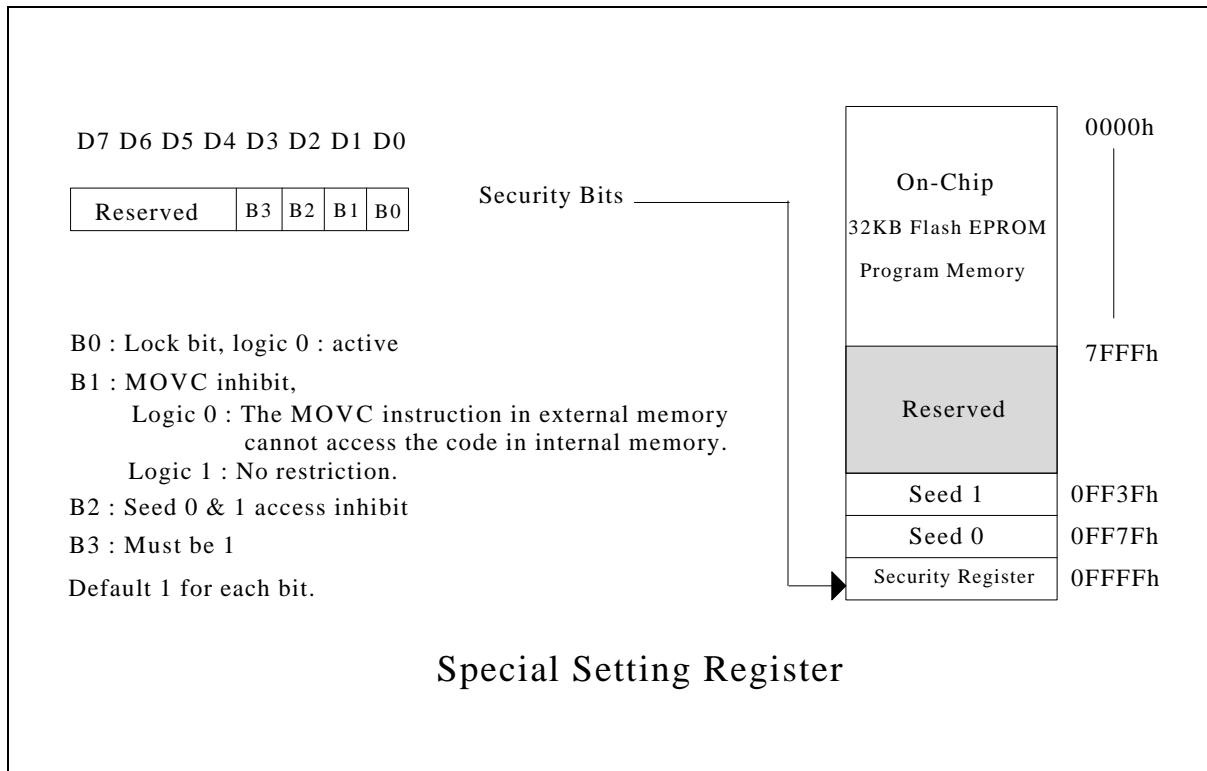 D7 D6 D5 D4 D3 D2 D1 D0
Reserved B3 B2 B1 B0
Security Bits
B0 : Lock bit, logic 0 : active
B1 : MOVC inhibit,
Logic 0 : The MOVC instruction in external memory
cannot access the code in internal memory.
Logic 1 : No restriction.
B2 : Seed 0 & 1 access inhibit
B3 : Must be 1
Default 1 for each bit.
On-Chip
32KB Flash EPROM
Program Memory
0000h
7FFFh
Reserved
Seed 1 0FF3Fh
Seed 0 0FF7Fh
Security Register 0FFFFh
Special Setting Register